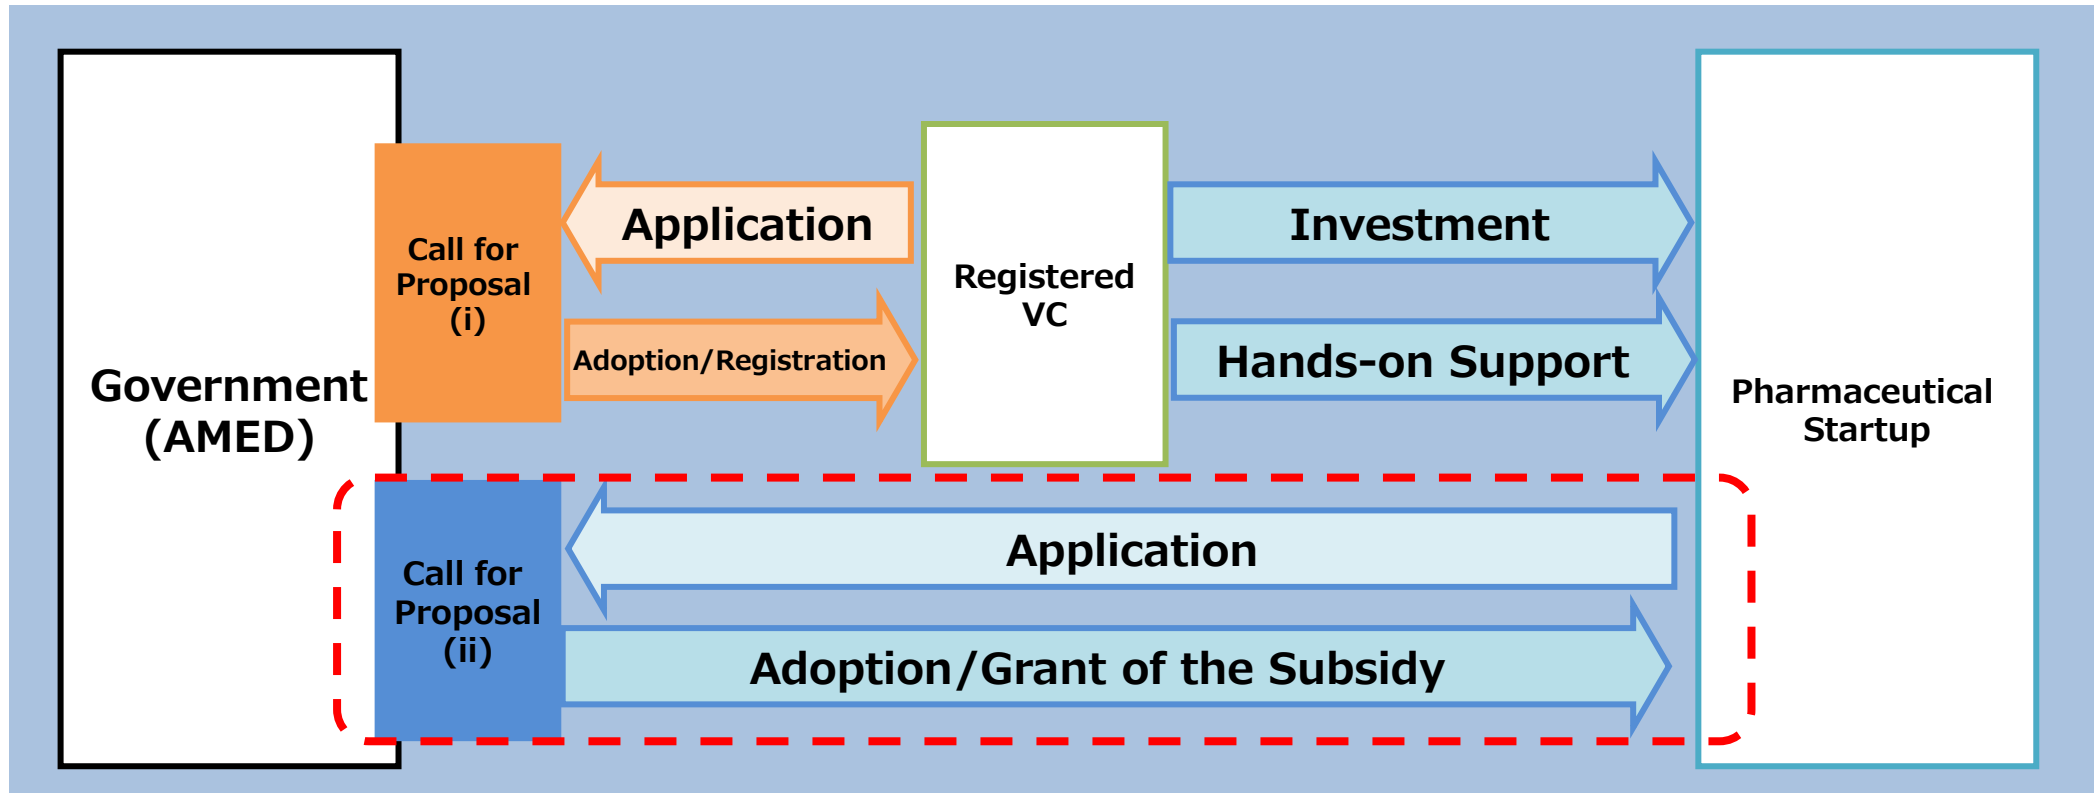 Government
(AMED)
Call for
Proposal
(i)
Application
Adoption/Registration
Registered
VC
Investment
Hands-on Support
Pharmaceutical
Startup
Call for
Proposal
(ii)
Application
Adoption/Grant of the Subsidy